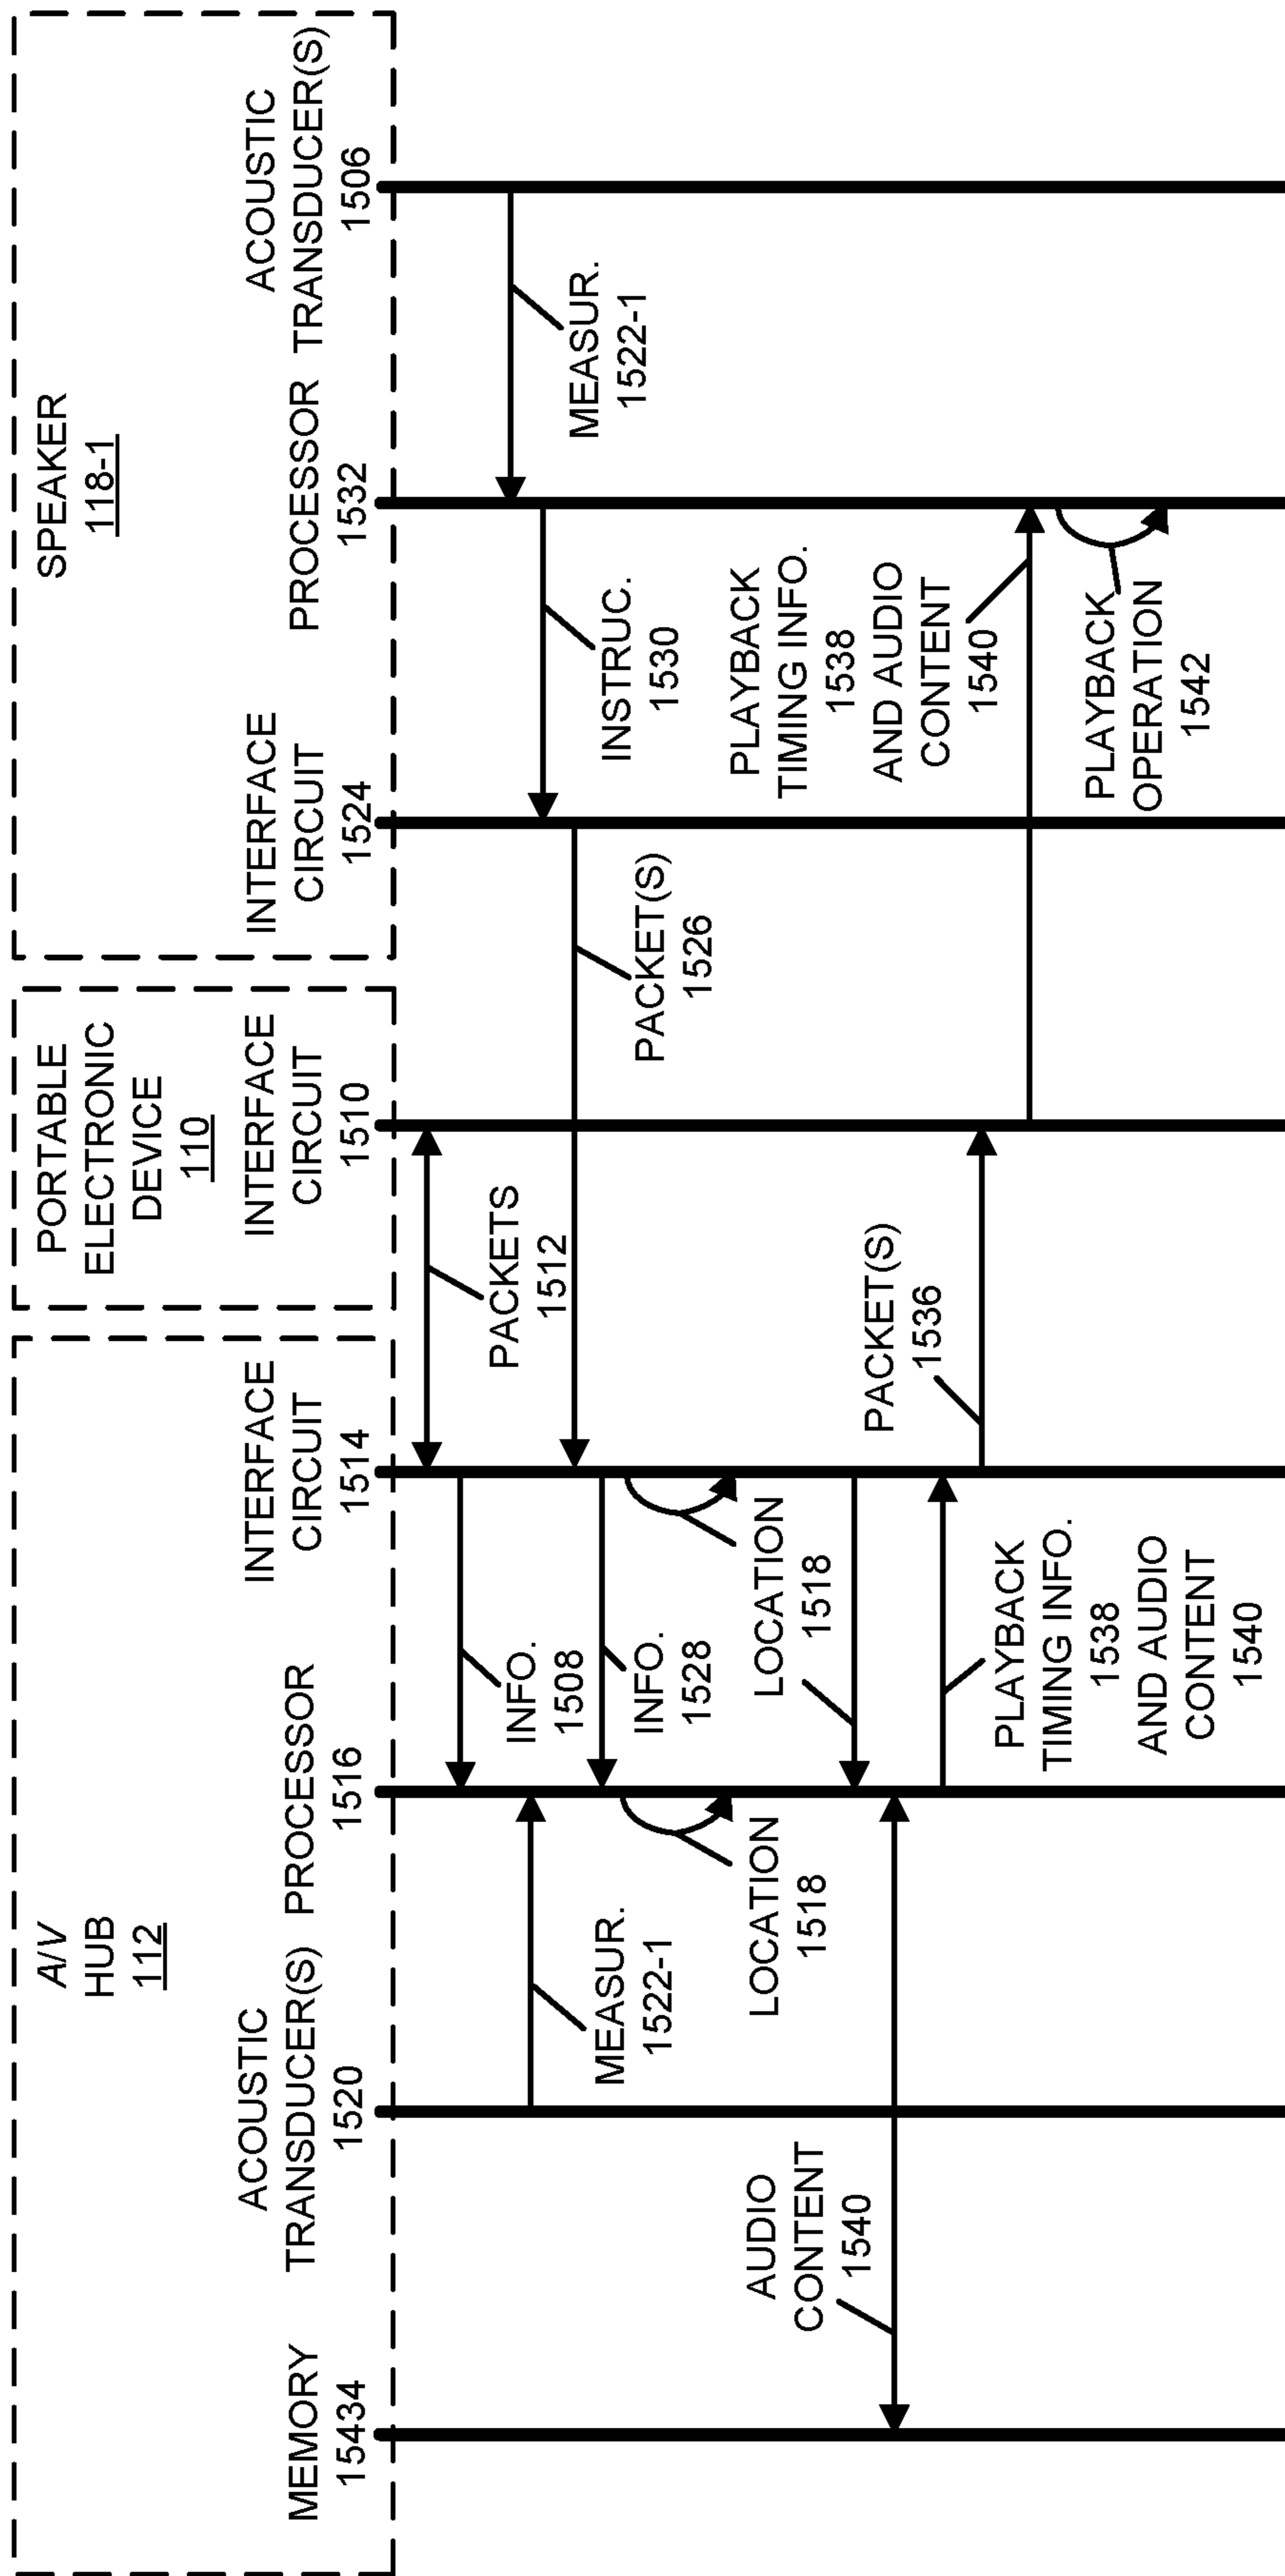 A/V
HUB
112
PORTABLE
ELECTRONIC
DEVICE
110
SPEAKER
118-1
MEMORY
15434
ACOUSTIC
TRANSDUCER(S)
1520
PROCESSOR
1516
INTERFACE
CIRCUIT
1514
INTERFACE
CIRCUIT
1510
INTERFACE
CIRCUIT
1524
PROCESSOR
1532
ACOUSTIC
TRANSDUCER(S)
1506
PACKETS
1512
INFO.
1508
MEASUR.
1522-1
MEASUR.
1522-1
INSTRUC.
1530
PACKET(S)
1526
INFO.
1528
LOCATION
1518
LOCATION
1518
AUDIO
CONTENT
1540
PLAYBACK
TIMING INFO.
1538
AND AUDIO
CONTENT
1540
PACKET(S)
1536
PLAYBACK
TIMING INFO.
1538
AND AUDIO
CONTENT
1540
PLAYBACK
OPERATION
1542